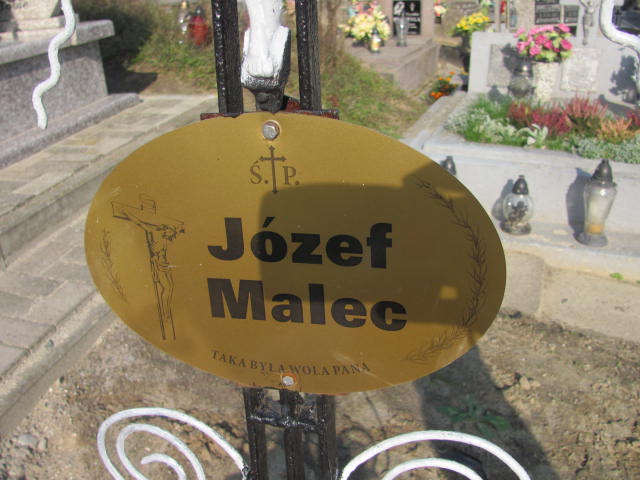 Ś. P.
Józef
Malec
TAKA BYŁA WOLA PANA